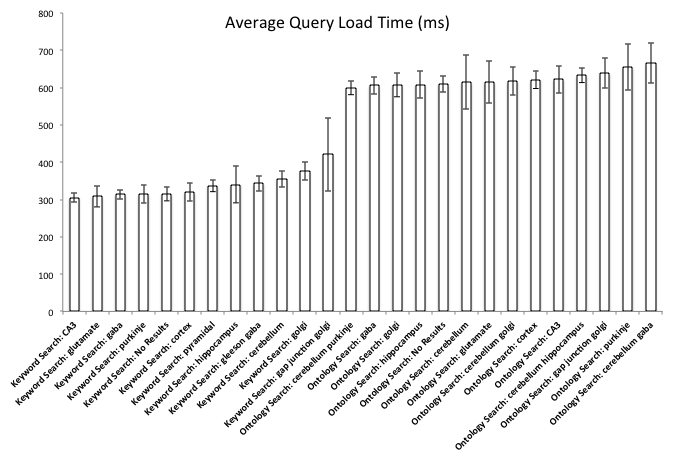 Average Query Load Time (ms)
800
700
600
500
400
300
200
100
0
Keyword Search: CA3
Keyword Search: glutamate
Keyword Search: gaba
Keyword Search: purkinje
Keyword Search: No Results
Keyword Search: cortex
Keyword Search: pyramidal
Keyword Search: hippocampus
Keyword Search: gleeson gaba
Keyword Search: cerebellum
Keyword Search: golgi
Keyword Search: gap junction golgi
Ontology Search: cerebellum purkinje
Ontology Search: gaba
Ontology Search: golgi
Ontology Search: hippocampus
Ontology Search: No Results
Ontology Search: cerebellum
Ontology Search: glutamate
Ontology Search: cerebellum golgi
Ontology Search: cortex
Ontology Search: CA3
Ontology Search: cerebellum hippocampus
Ontology Search: gap junction golgi
Ontology Search: purkinje
Ontology Search: cerebellum gaba